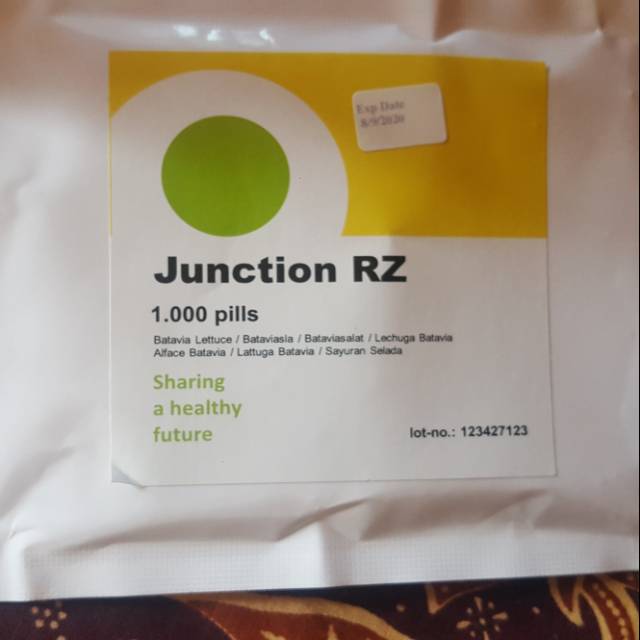 Exp Date
8/9/2020
Junction RZ
1.000 pills
Batavia Lettuce / Bataviasla / Bataviasalat / Lechuga Batavia
Alface Batavia / Lattuga Batavia / Sayuran Selada
Sharing
a healthy
future
lot-no.: 123427123